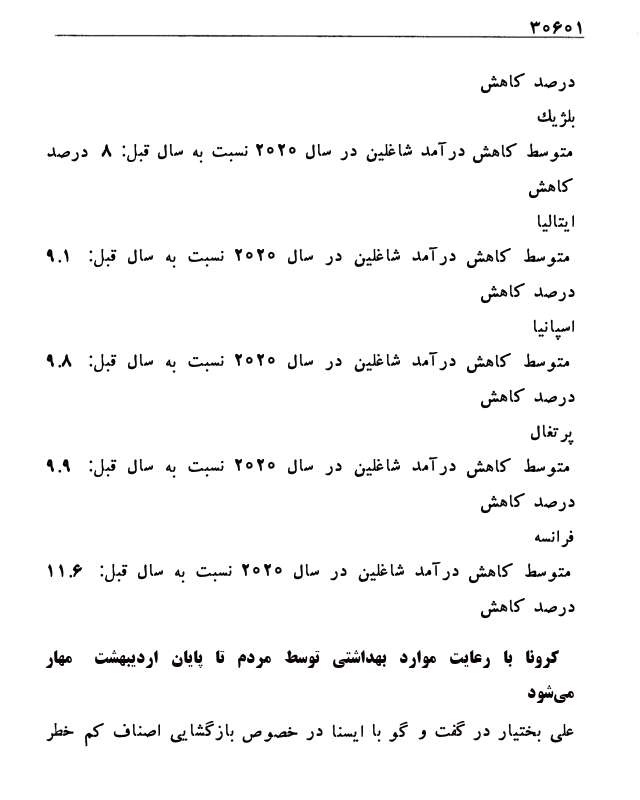 ۳۰۶۰۱
درصد کاهش
بلژیك
متوسط کاهش درآمد شاغلین در سال ۲۰۲۰ نسبت به سال قبل: ۸ درصد
کاهش
ایتالیا
متوسط کاهش درآمد شاغلین در سال ۲۰۲۰ نسبت به سال قبل: ۹.۱
درصد کاهش
اسپانیا
متوسط کاهش درآمد شاغلین در سال ۲۰۲۰ نسبت به سال قبل: ۹.۸
درصد کاهش
پرتغال
متوسط کاهش درآمد شاغلین در سال ۲۰۲۰ نسبت به سال قبل: ۹.۹
درصد کاهش
فرانسه
متوسط کاهش درآمد شاغلین در سال ۲۰۲۰ نسبت به سال قبل: ۱۱.۶
درصد کاهش
کرونا با رعایت موارد بهداشتی توسط مردم تا پایان اردیبهشت مهار
می‌شود
علی بختیار در گفت و گو با ایسنا در خصوص بازگشایی اصناف کم خطر